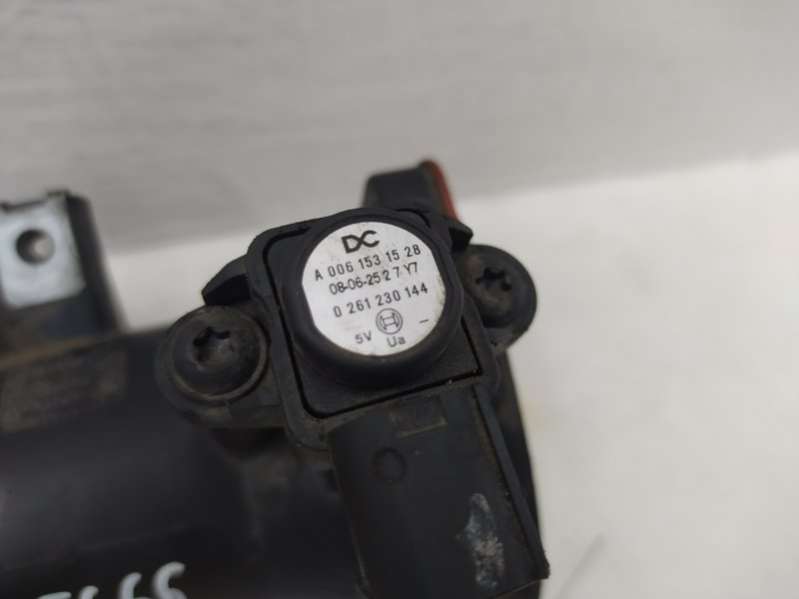 DC
A 006 153 15 28
08-06-25 2 7 Y7
0 261 230 144
5V Ua –